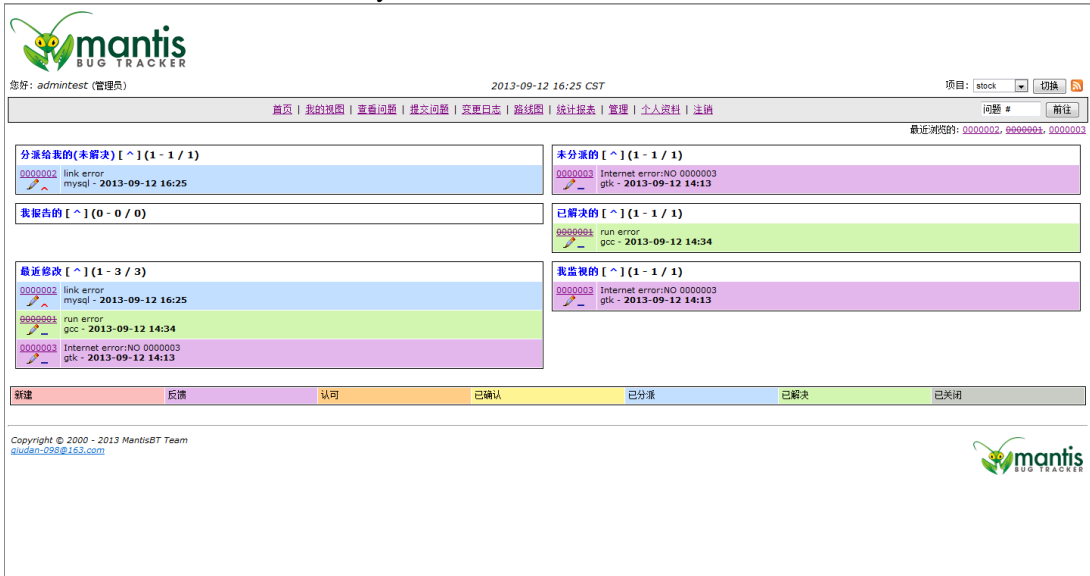 mantis
BUG TRACKER
您好: admintest (管理员)
2013-09-12 16:25 CST
项目: stock 切换
首页 | 我的视图 | 查看问题 | 提交问题 | 变更日志 | 路线图 | 统计报表 | 管理 | 个人资料 | 注销
问题 # 前往
最近浏览的: 0000002, 0000001, 0000003
分派给我的(未解决) [ ^ ] (1 - 1 / 1)
0000002 link error
mysql - 2013-09-12 16:25
未分派的 [ ^ ] (1 - 1 / 1)
0000003 Internet error:NO 0000003
gtk - 2013-09-12 14:13
我报告的 [ ^ ] (0 - 0 / 0)
已解决的 [ ^ ] (1 - 1 / 1)
0000001 run error
gcc - 2013-09-12 14:34
最近修改 [ ^ ] (1 - 3 / 3)
0000002 link error
mysql - 2013-09-12 16:25
0000001 run error
gcc - 2013-09-12 14:34
0000003 Internet error:NO 0000003
gtk - 2013-09-12 14:13
我监视的 [ ^ ] (1 - 1 / 1)
0000003 Internet error:NO 0000003
gtk - 2013-09-12 14:13
新建 反馈 认可 已确认 已分派 已解决 已关闭
Copyright © 2000 - 2013 MantisBT Team
qiudan-098@163.com
mantis
BUG TRACKER